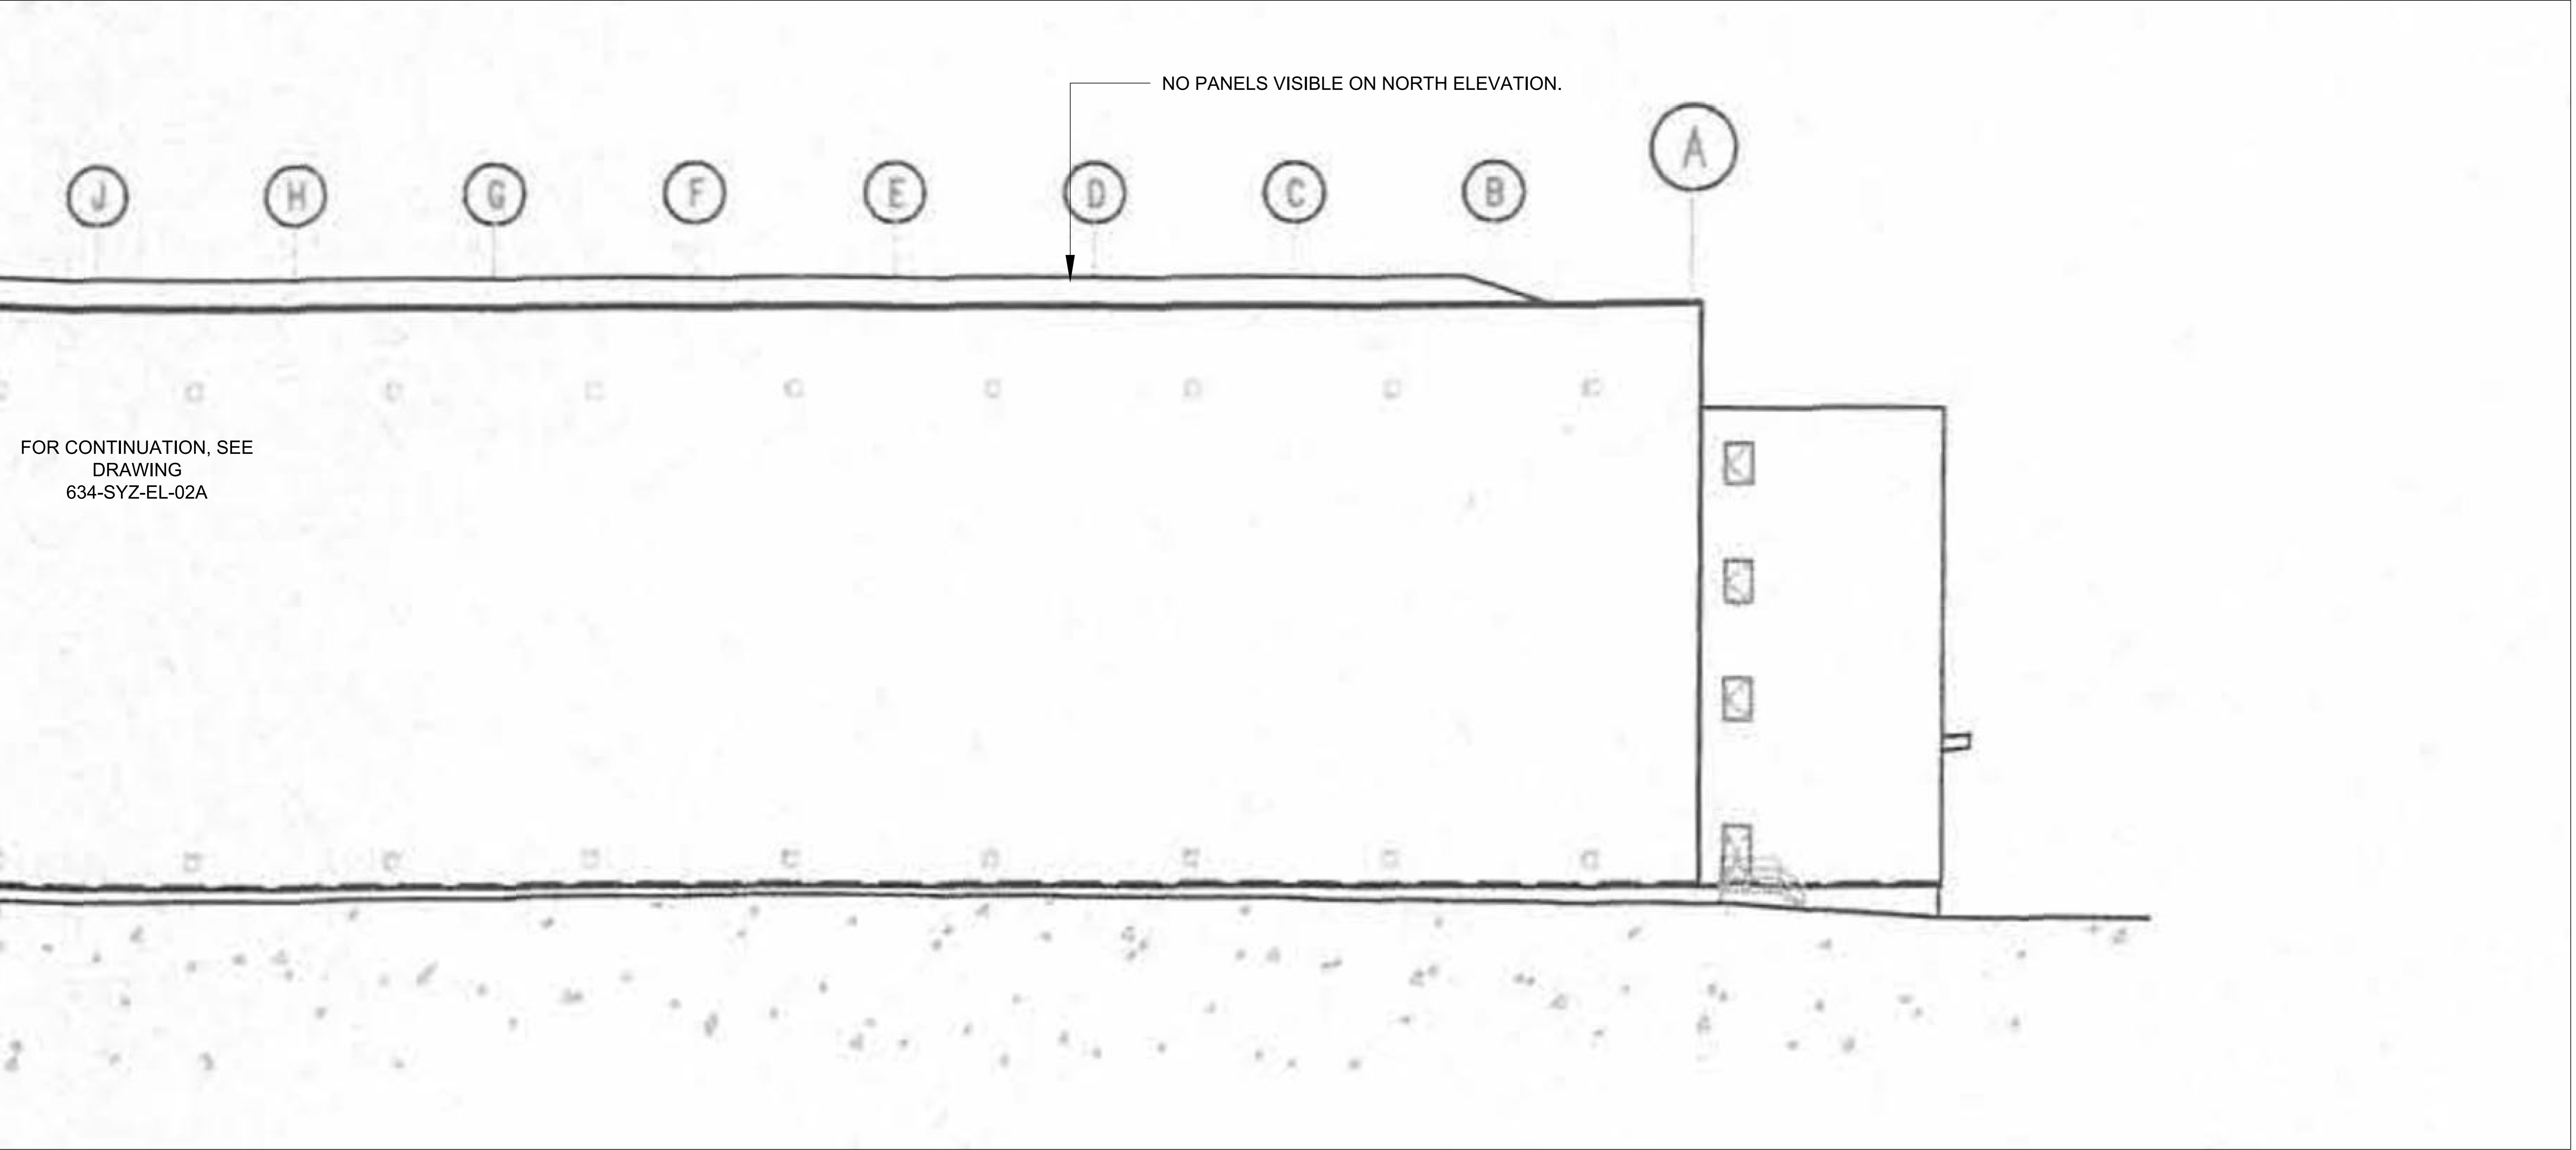 NO PANELS VISIBLE ON NORTH ELEVATION.
A
J H G F E D C B
FOR CONTINUATION, SEE
DRAWING
634-SYZ-EL-02A